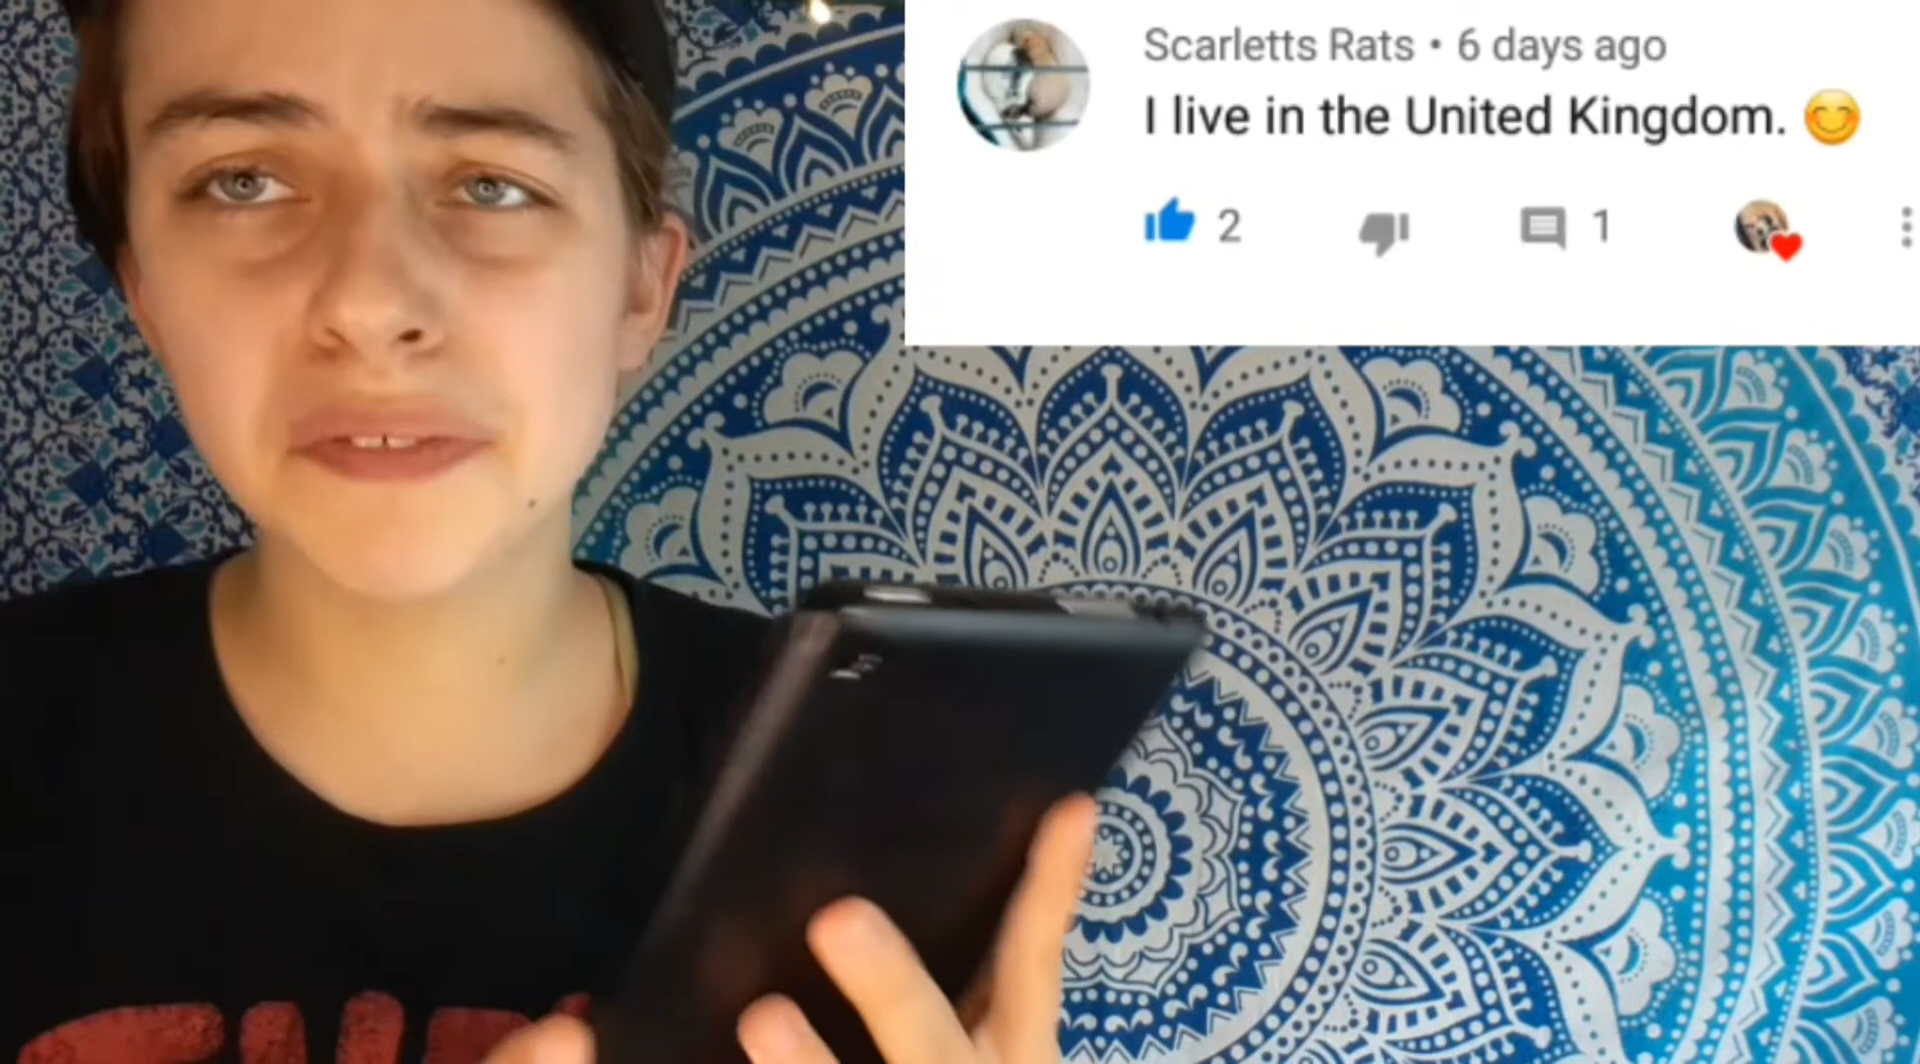 Scarletts Rats • 6 days ago
I live in the United Kingdom. 😊
2 1